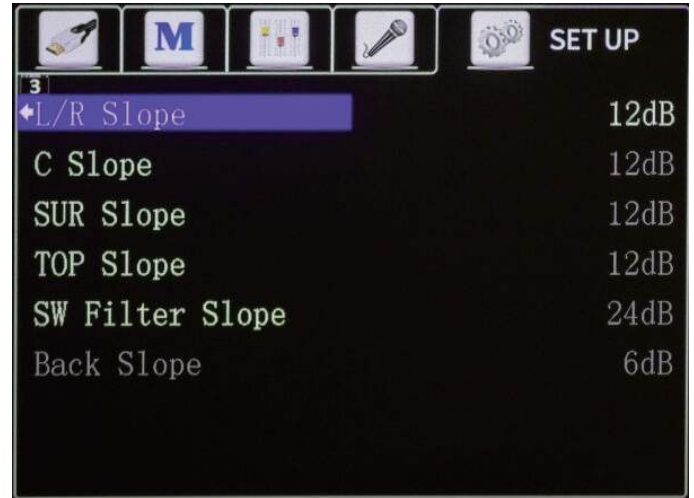 M
SET UP
3
L/R Slope 12dB
C Slope 12dB
SUR Slope 12dB
TOP Slope 12dB
SW Filter Slope 24dB
Back Slope 6dB